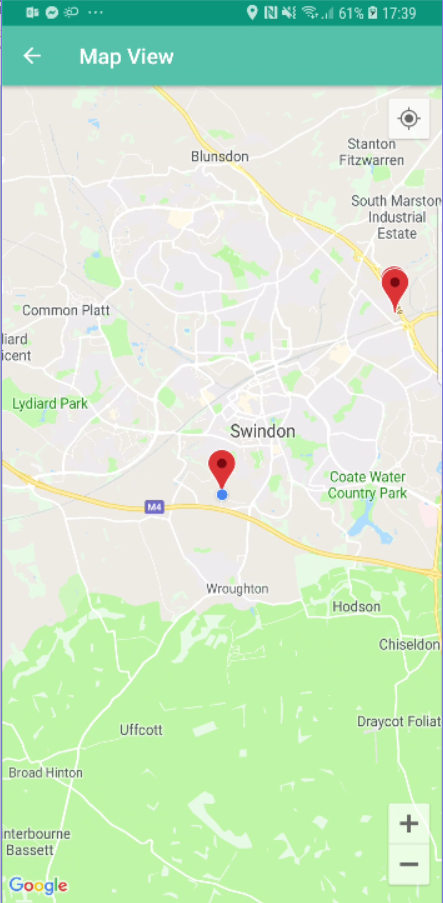 61% 17:39
Map View
Blunsdon
Stanton
Fitzwarren
South Marston
Industrial
Estate
Common Platt
liard
icent
Lydiard Park
Swindon
Coate Water
Country Park
M4
Wroughton
Hodson
Chiseldon
Uffcott
Draycot Foliat
Broad Hinton
nterbourne
Bassett
+
−
Google